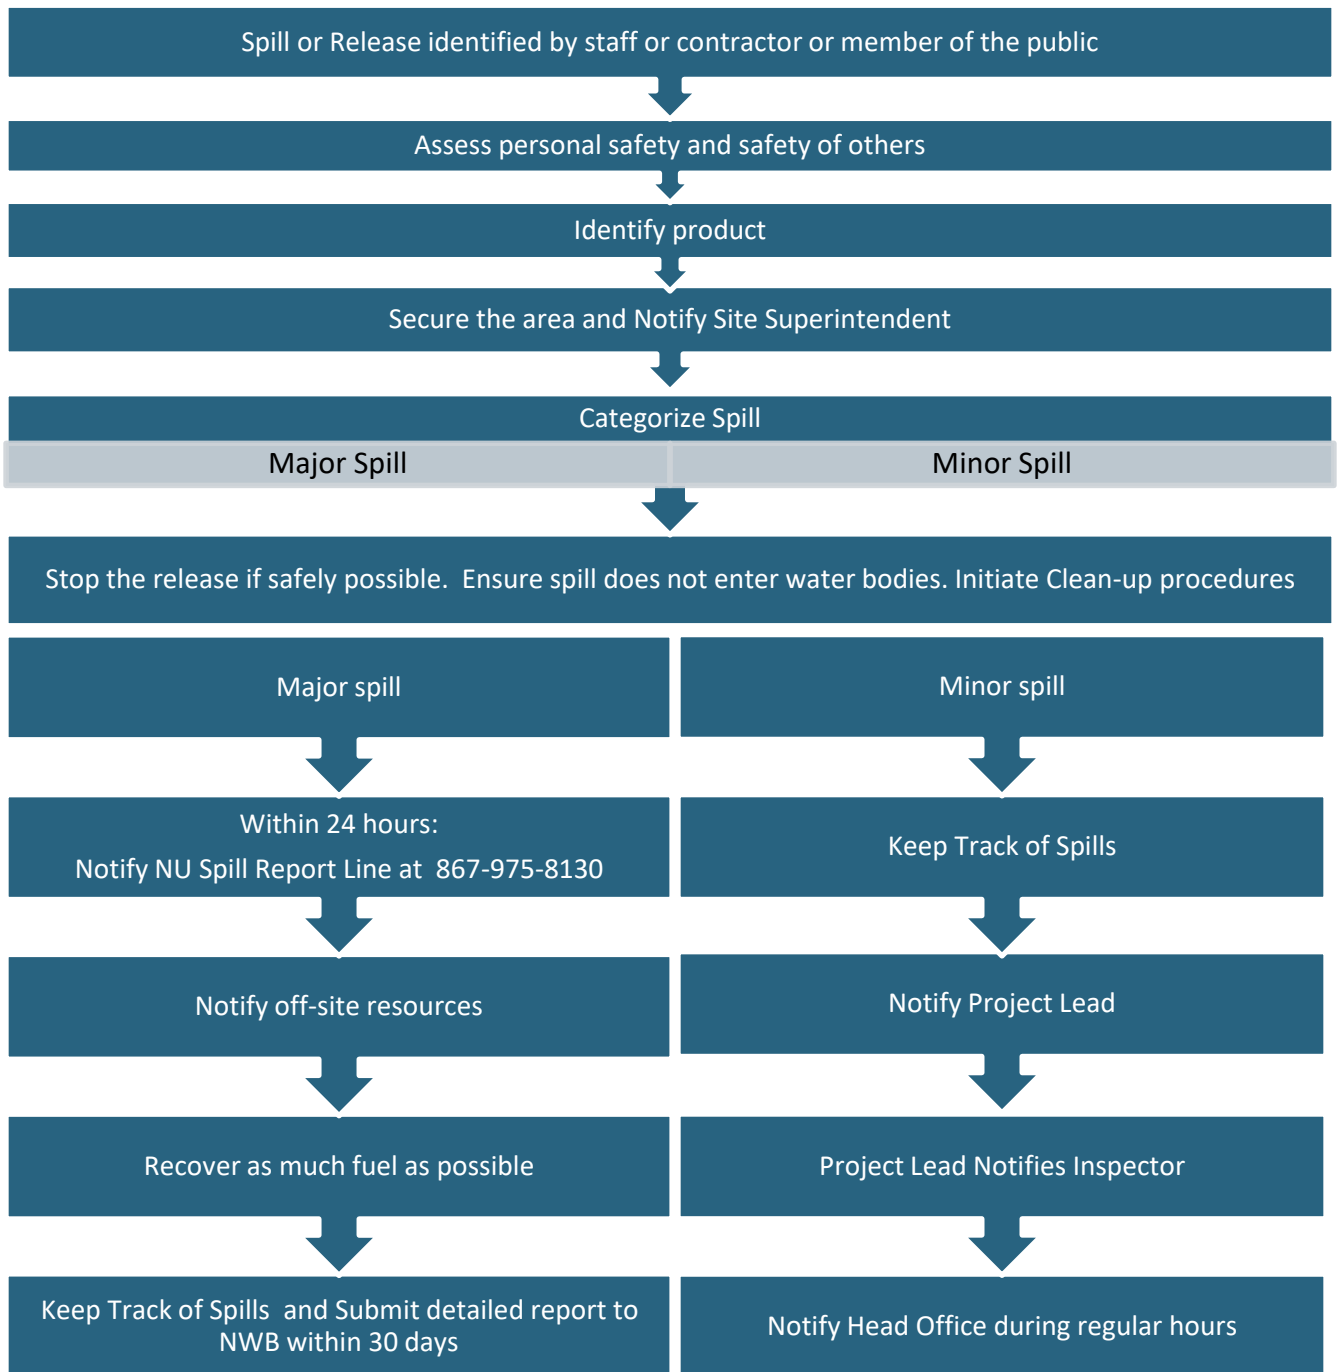 Spill or Release identified by staff or contractor or member of the public
Assess personal safety and safety of others
Identify product
Secure the area and Notify Site Superintendent
Categorize Spill
Major Spill
Minor Spill
Stop the release if safely possible.  Ensure spill does not enter water bodies. Initiate Clean-up procedures
Major spill
Within 24 hours:
Notify NU Spill Report Line at  867-975-8130
Notify off-site resources
Recover as much fuel as possible
Keep Track of Spills  and Submit detailed report to
NWB within 30 days
Minor spill
Keep Track of Spills
Notify Project Lead
Project Lead Notifies Inspector
Notify Head Office during regular hours